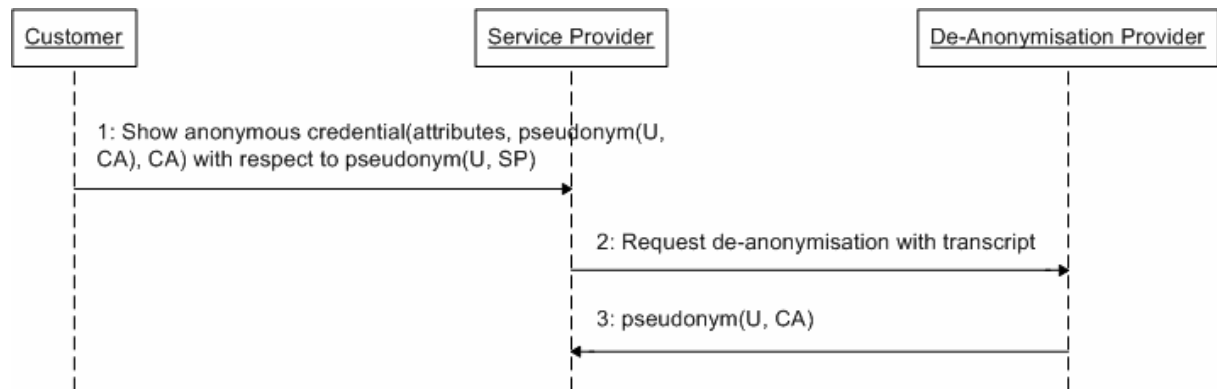 Customer
Service Provider
De-Anonymisation Provider
1: Show anonymous credential(attributes, pseudonym(U,
CA), CA) with respect to pseudonym(U, SP)
2: Request de-anonymisation with transcript
3: pseudonym(U, CA)